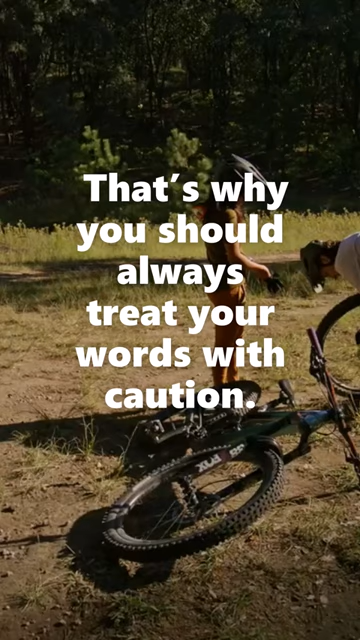 That's why
you should
always
treat your
words with
caution.